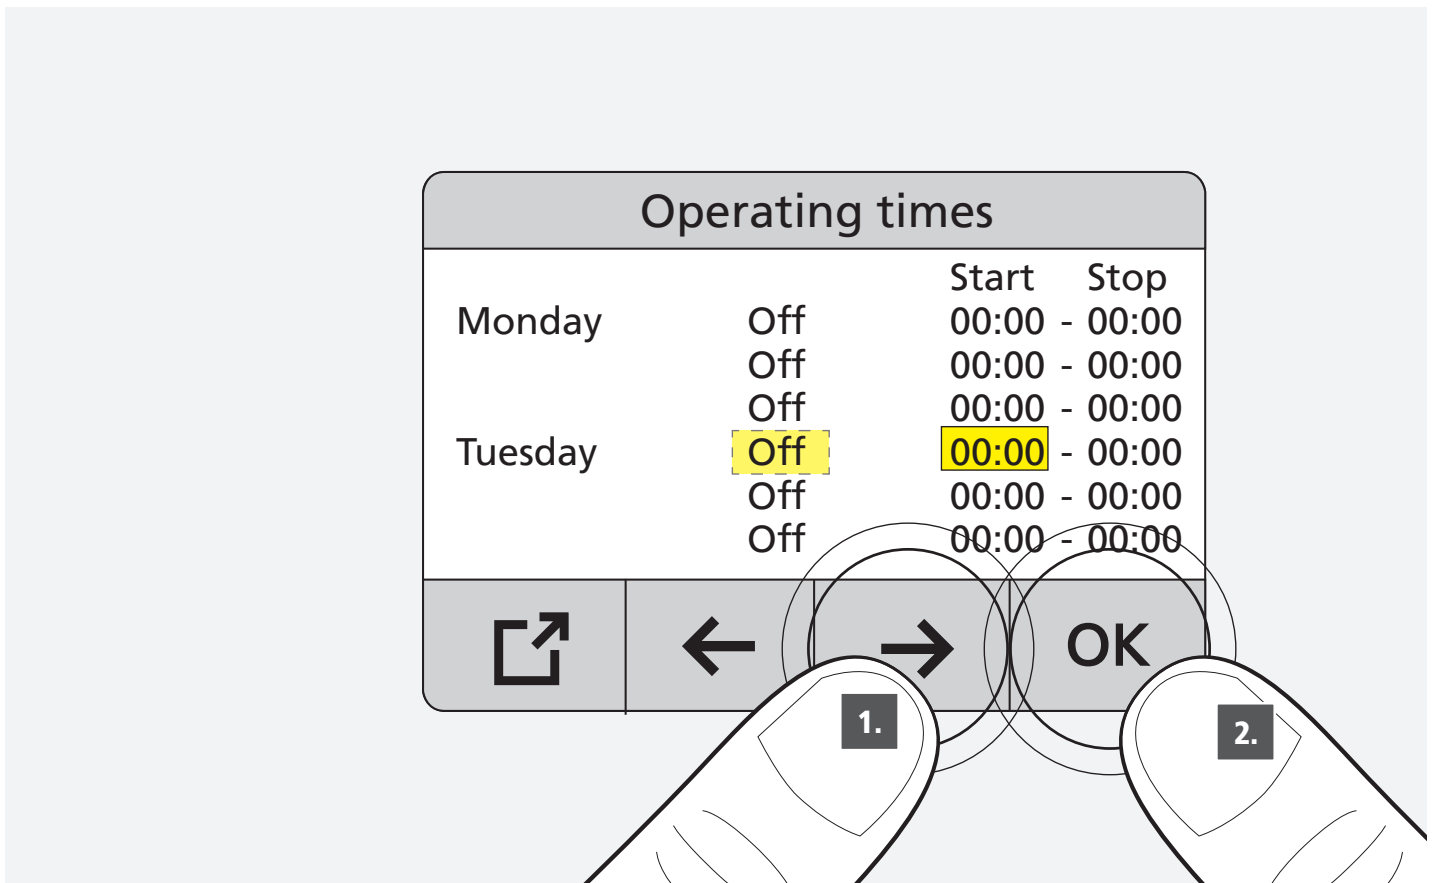 Operating times
Start Stop
Monday Off 00:00 - 00:00
Off 00:00 - 00:00
Off 00:00 - 00:00
Tuesday Off 00:00 - 00:00
Off 00:00 - 00:00
Off 00:00 - 00:00
OK
1.
2.